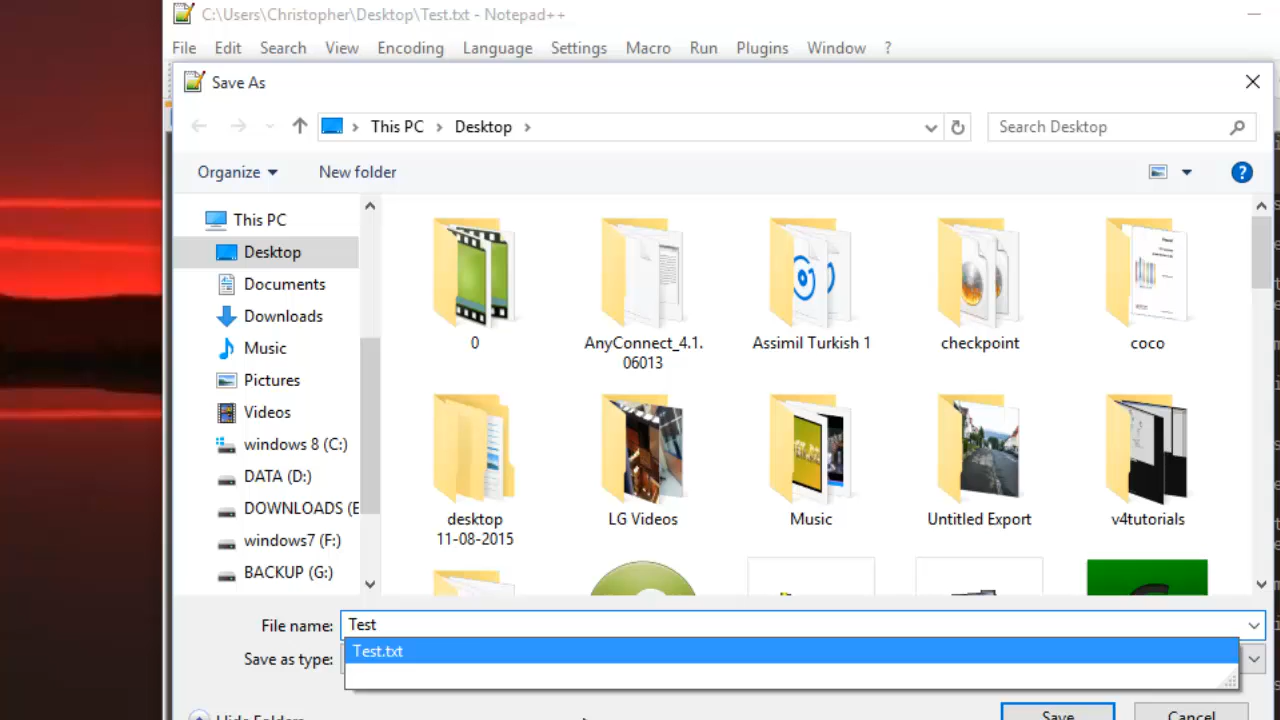 C:\Users\Christopher\Desktop\Test.txt - Notepad++
File Edit Search View Encoding Language Settings Macro Run Plugins Window ?
Save As
This PC Desktop
Search Desktop
Organize New folder
This PC
Desktop
Documents
Downloads
Music
Pictures
Videos
windows 8 (C:)
DATA (D:)
DOWNLOADS (E
windows7 (F:)
BACKUP (G:)
0
AnyConnect_4.1.
06013
Assimil Turkish 1
checkpoint
coco
desktop
11-08-2015
LG Videos
Music
Untitled Export
v4tutorials
File name: Test
Test.txt
Save as type:
Hide Folders
Save Cancel